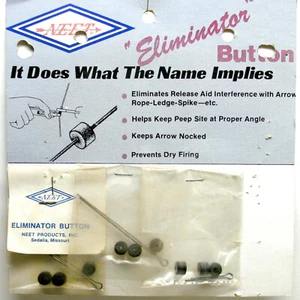 NEET
"Eliminator"
Button
It Does What The Name Implies
• Eliminates Release Aid Interference with Arrow
Rope-Ledge-Spike—etc.
• Helps Keep Peep Site at Proper Angle
• Keeps Arrow Nocked
• Prevents Dry Firing
NEET
ELIMINATOR BUTTON
NEET PRODUCTS, INC.
Sedalia, Missouri